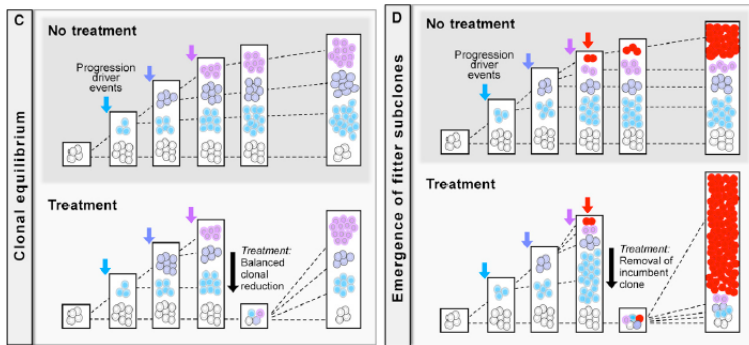 C
Clonal equilibrium
No treatment
Progression
driver
events
Treatment
Treatment:
Balanced
clonal
reduction
D
Emergence of fitter subclones
No treatment
Progression
driver
events
Treatment
Treatment:
Removal of
incumbent
clone